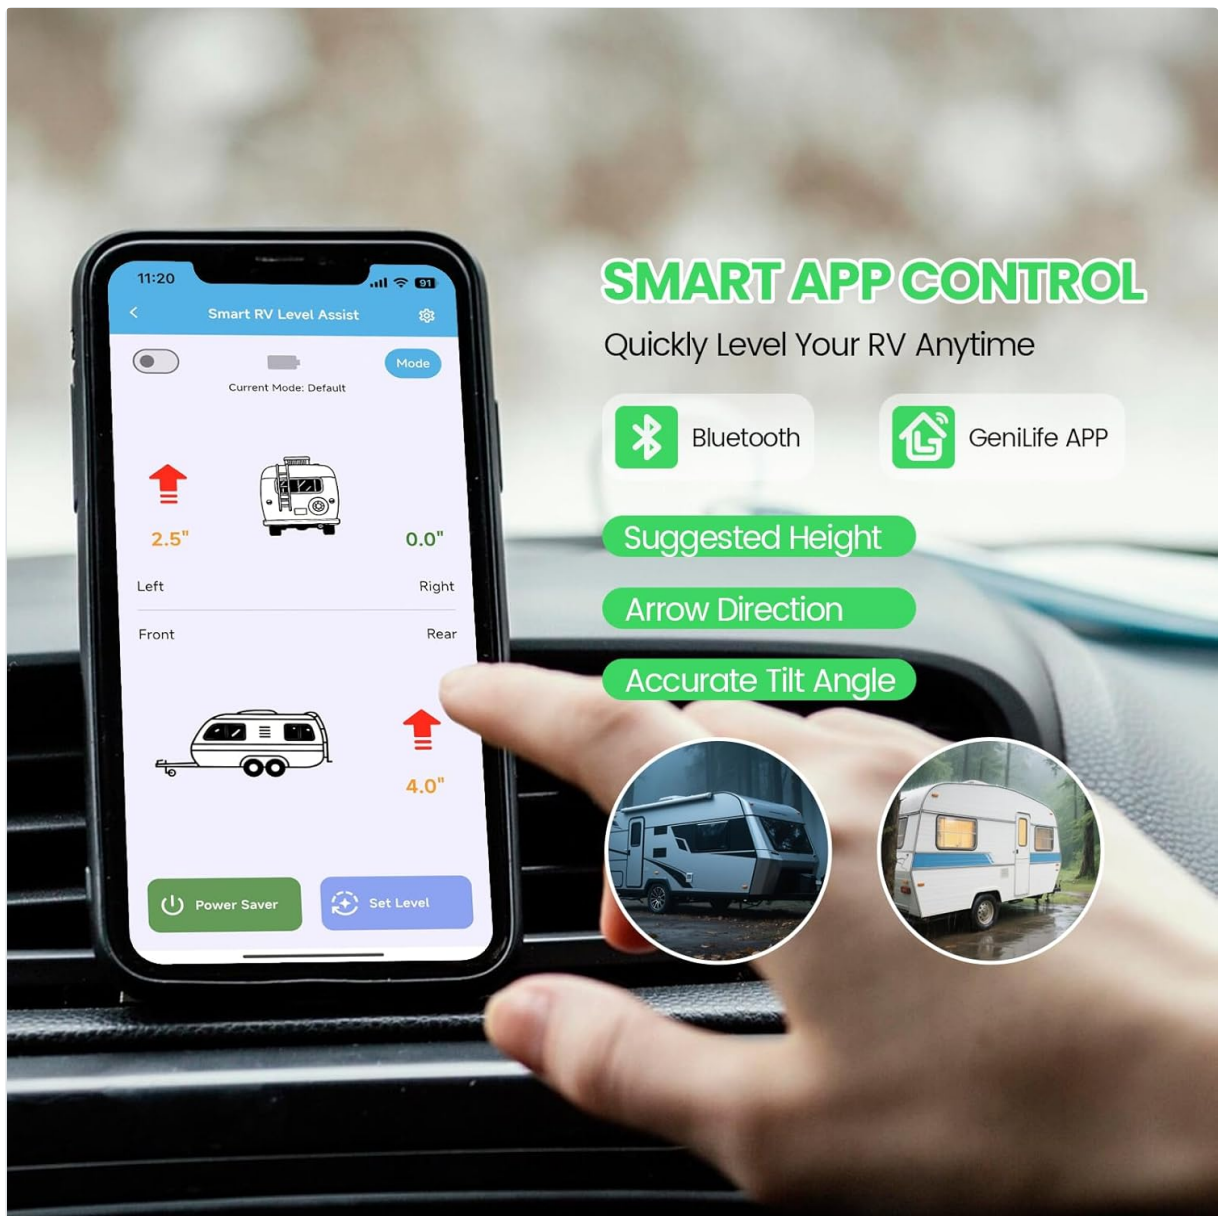 11:20
91
Smart RV Level Assist
Mode
Current Mode: Default
2.5"
0.0"
Left
Right
Front
Rear
4.0"
Power Saver
Set Level
SMART APP CONTROL
Quickly Level Your RV Anytime
Bluetooth
GeniLife APP
Suggested Height
Arrow Direction
Accurate Tilt Angle